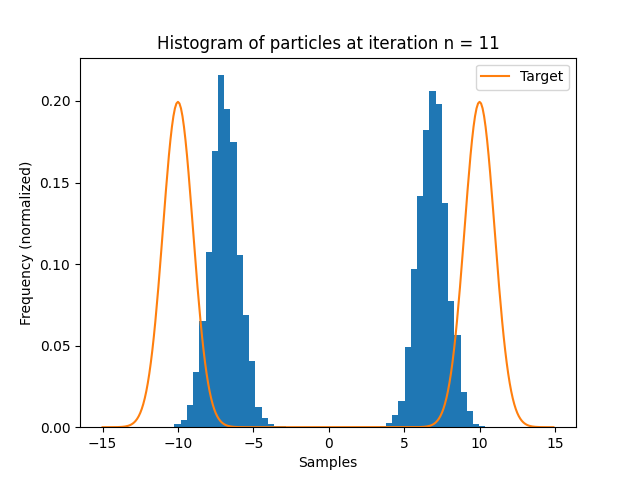 Histogram of particles at iteration n = 11
Target
Frequency (normalized)
0.20
0.15
0.10
0.05
0.00
−15 −10 −5 0 5 10 15
Samples